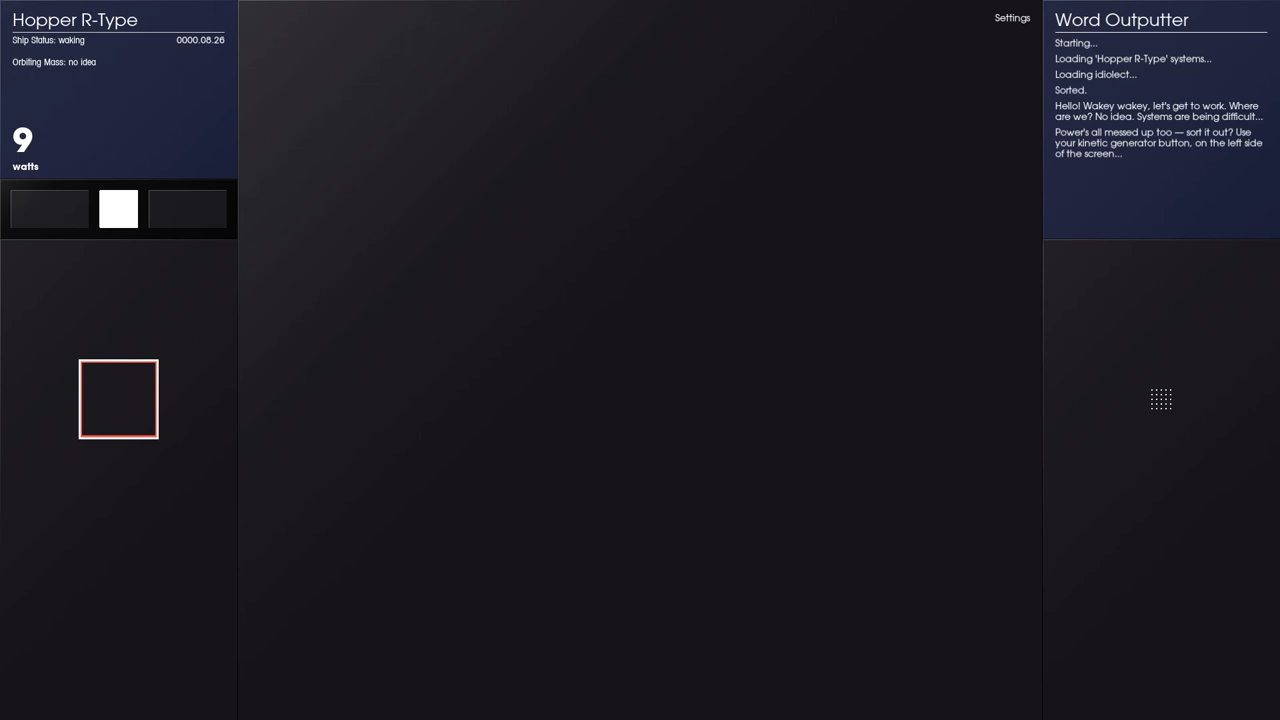 Hopper R-Type
Ship Status: waking
0000.08.26
Orbiting Mass: no idea
9
watts
Settings
Word Outputter
Starting...
Loading 'Hopper R-Type' systems...
Loading idiolect...
Sorted.
Hello! Wakey wakey, let's get to work. Where
are we? No idea. Systems are being difficult...
Power's all messed up too — sort it out? Use
your kinetic generator button, on the left side
of the screen...